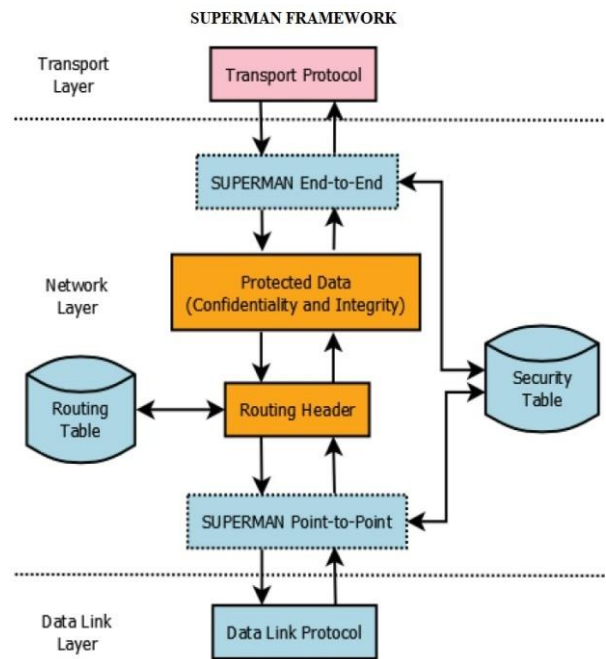 SUPERMAN FRAMEWORK
Transport
Layer
Transport Protocol
SUPERMAN End-to-End
Network
Layer
Protected Data
(Confidentiality and Integrity)
Routing
Table
Routing Header
Security
Table
SUPERMAN Point-to-Point
Data Link
Layer
Data Link Protocol